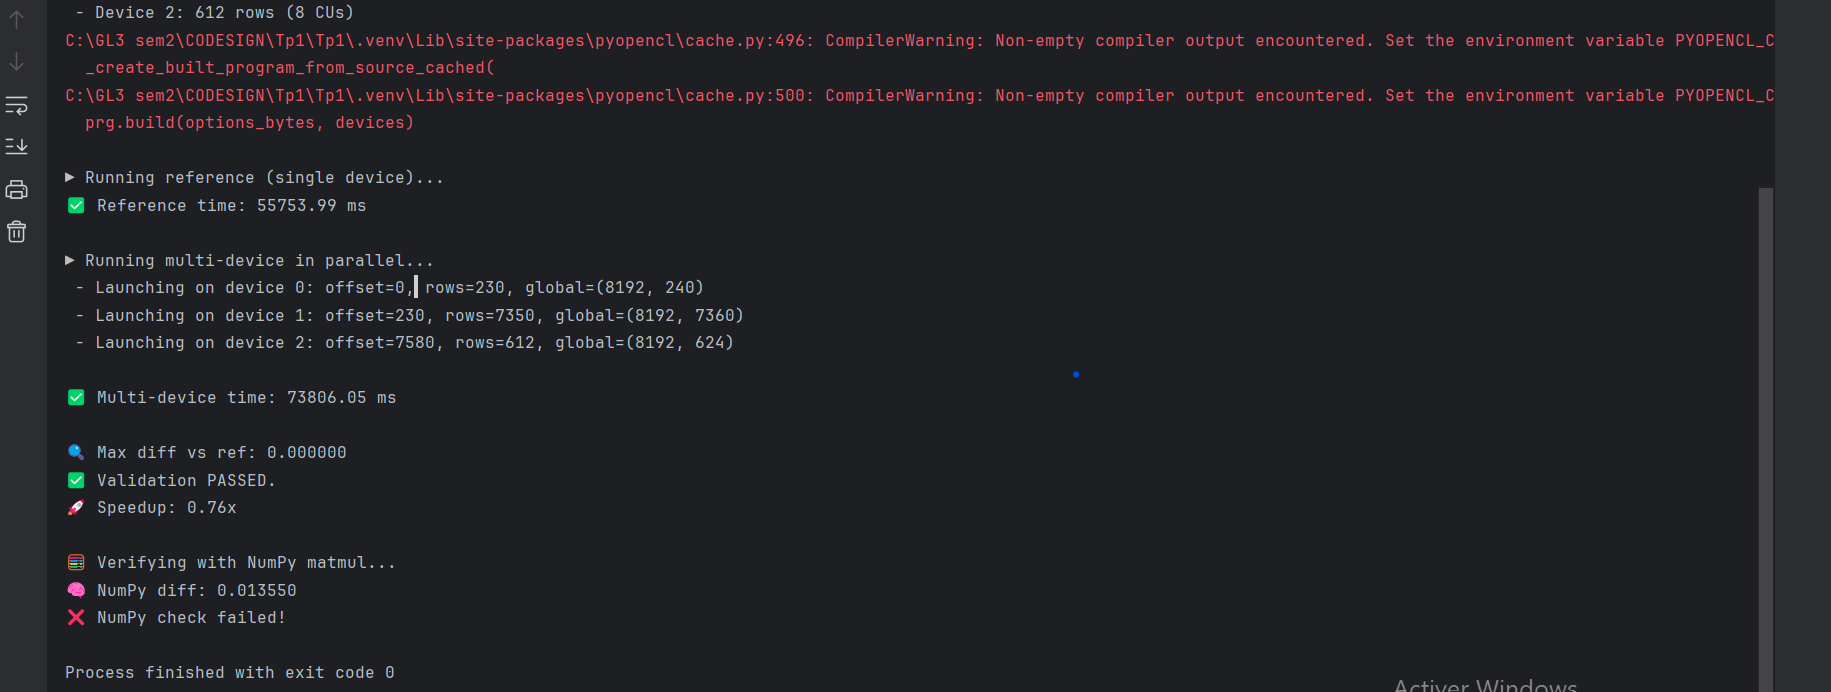 - Device 2: 612 rows (8 CUs)
C:\GL3 sem2\CODESIGN\Tp1\Tp1\.venv\Lib\site-packages\pyopencl\cache.py:496: CompilerWarning: Non-empty compiler output encountered. Set the environment variable PYOPENCL_C
_create_built_program_from_source_cached(
C:\GL3 sem2\CODESIGN\Tp1\Tp1\.venv\Lib\site-packages\pyopencl\cache.py:500: CompilerWarning: Non-empty compiler output encountered. Set the environment variable PYOPENCL_C
prg.build(options_bytes, devices)
▶ Running reference (single device)...
✅ Reference time: 55753.99 ms
▶ Running multi-device in parallel...
- Launching on device 0: offset=0, rows=230, global=(8192, 240)
- Launching on device 1: offset=230, rows=7350, global=(8192, 7360)
- Launching on device 2: offset=7580, rows=612, global=(8192, 624)
✅ Multi-device time: 73806.05 ms
🔍 Max diff vs ref: 0.000000
✅ Validation PASSED.
🚀 Speedup: 0.76x
🧮 Verifying with NumPy matmul...
🧠 NumPy diff: 0.013550
❌ NumPy check failed!
Process finished with exit code 0
Activer Windows